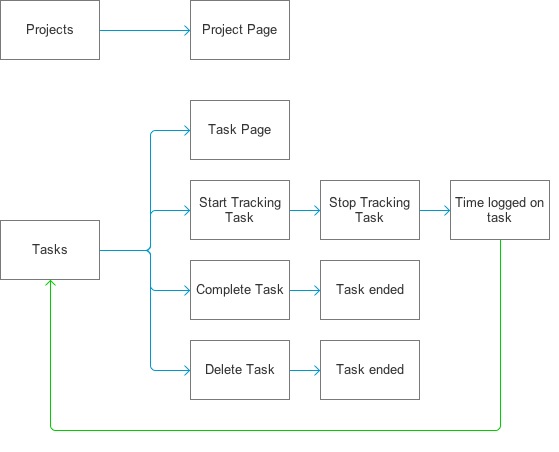 Projects
Project Page
Task Page
Start Tracking
Task
Stop Tracking
Task
Time logged on
task
Tasks
Complete Task
Task ended
Delete Task
Task ended